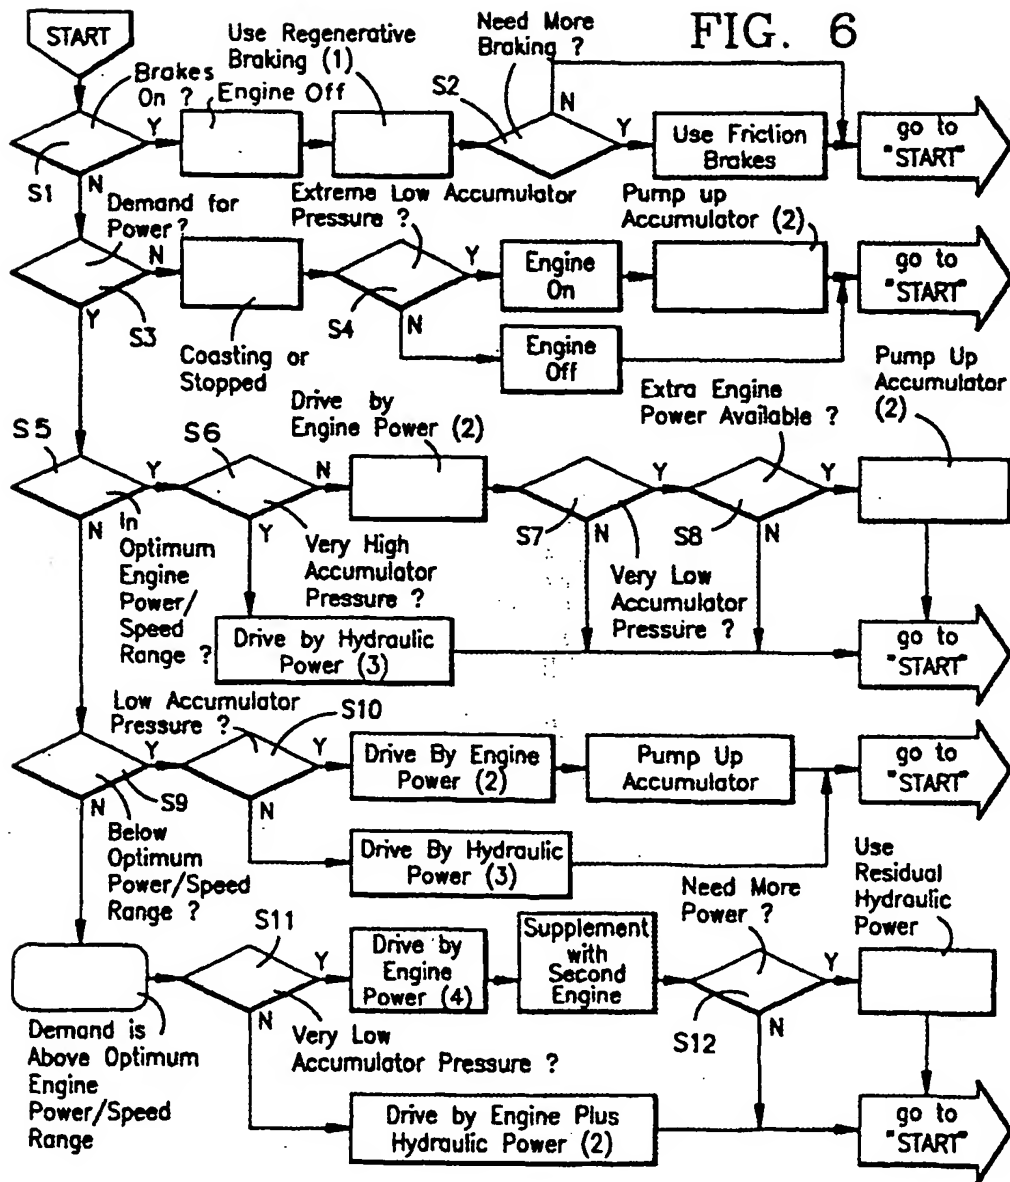 FIG. 6
START
Brakes
On ?
Y
N
S1
Engine Off
Use Regenerative
Braking (1)
Need More
Braking ?
S2
N
Y
Use Friction
Brakes
go to
"START"
Demand for
Power?
N
Y
S3
Coasting or
Stopped
Extreme Low Accumulator
Pressure ?
S4
Y
N
Engine
On
Engine
Off
Pump up
Accumulator (2)
go to
"START"
S5
Y
N
In
Optimum
Engine
Power/
Speed
Range ?
S6
N
Y
Very High
Accumulator
Pressure ?
Drive by Hydraulic
Power (3)
Drive by
Engine Power (2)
S7
Y
N
Very Low
Accumulator
Pressure ?
Extra Engine
Power Available ?
S8
Y
N
Pump Up
Accumulator
(2)
go to
"START"
S9
Y
N
Below
Optimum
Power/Speed
Range ?
Low Accumulator
Pressure ?
S10
Y
N
Drive By Engine
Power (2)
Pump Up
Accumulator
Drive By Hydraulic
Power (3)
go to
"START"
Demand is
Above Optimum
Engine
Power/Speed
Range
S11
Y
N
Very Low
Accumulator Pressure ?
Drive by
Engine
Power (4)
Supplement
with
Second
Engine
Need More
Power ?
S12
Y
N
Use
Residual
Hydraulic
Power
Drive by Engine Plus
Hydraulic Power (2)
go to
"START"